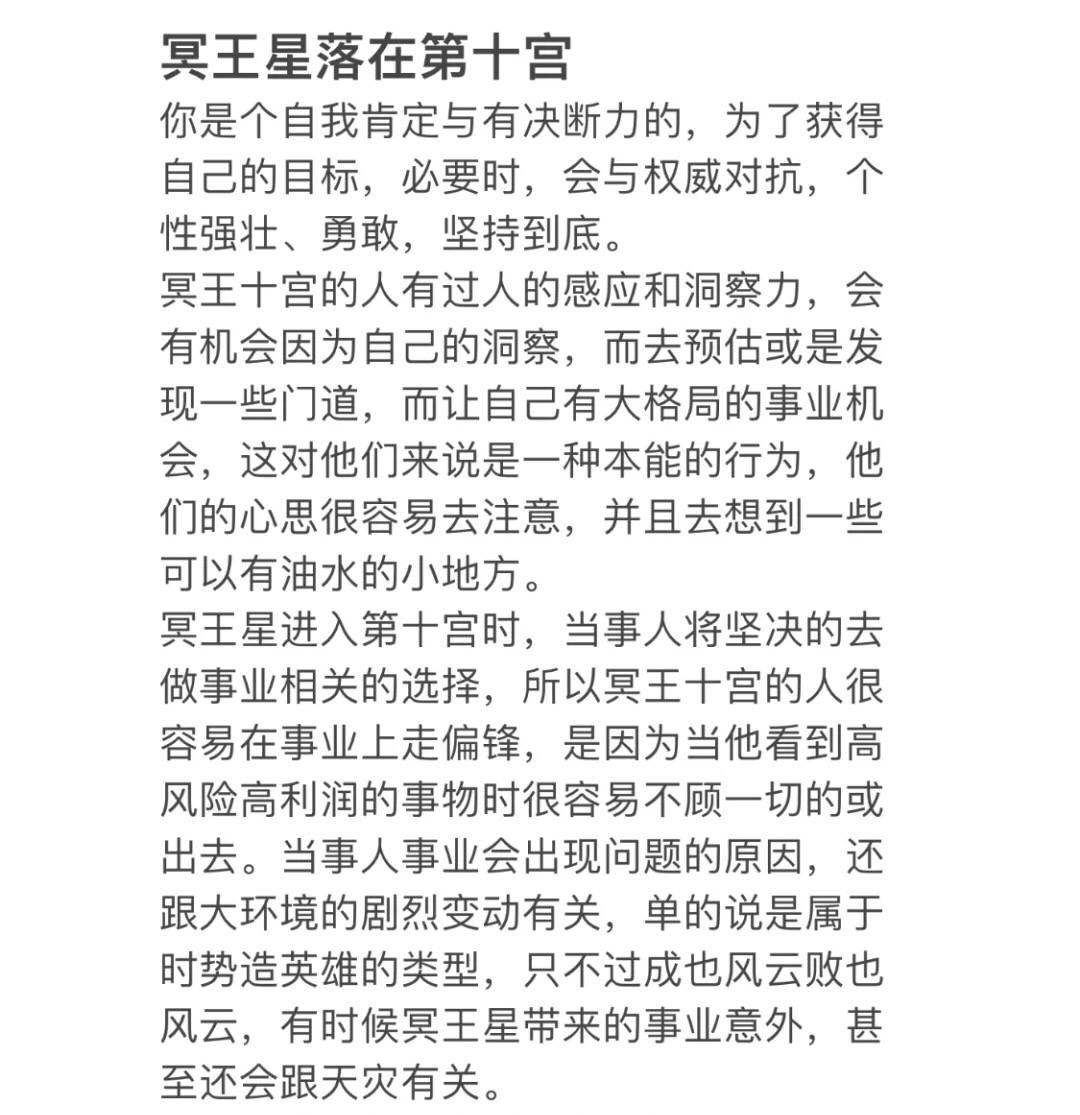 冥王星落在第十宫
你是个自我肯定与有决断力的，为了获得
自己的目标，必要时，会与权威对抗，个
性强壮、勇敢，坚持到底。
冥王十宫的人有过人的感应和洞察力，会
有机会因为自己的洞察，而去预估或是发
现一些门道，而让自己有大格局的事业机
会，这对他们来说是一种本能的行为，他
们的心思很容易去注意，并且去想到一些
可以有油水的小地方。
冥王星进入第十宫时，当事人将坚决的去
做事业相关的选择，所以冥王十宫的人很
容易在事业上走偏锋，是因为当他看到高
风险高利润的事物时很容易不顾一切的或
出去。当事人事业会出现问题的原因，还
跟大环境的剧烈变动有关，单的说是属于
时势造英雄的类型，只不过成也风云败也
风云，有时候冥王星带来的事业意外，甚
至还会跟天灾有关。